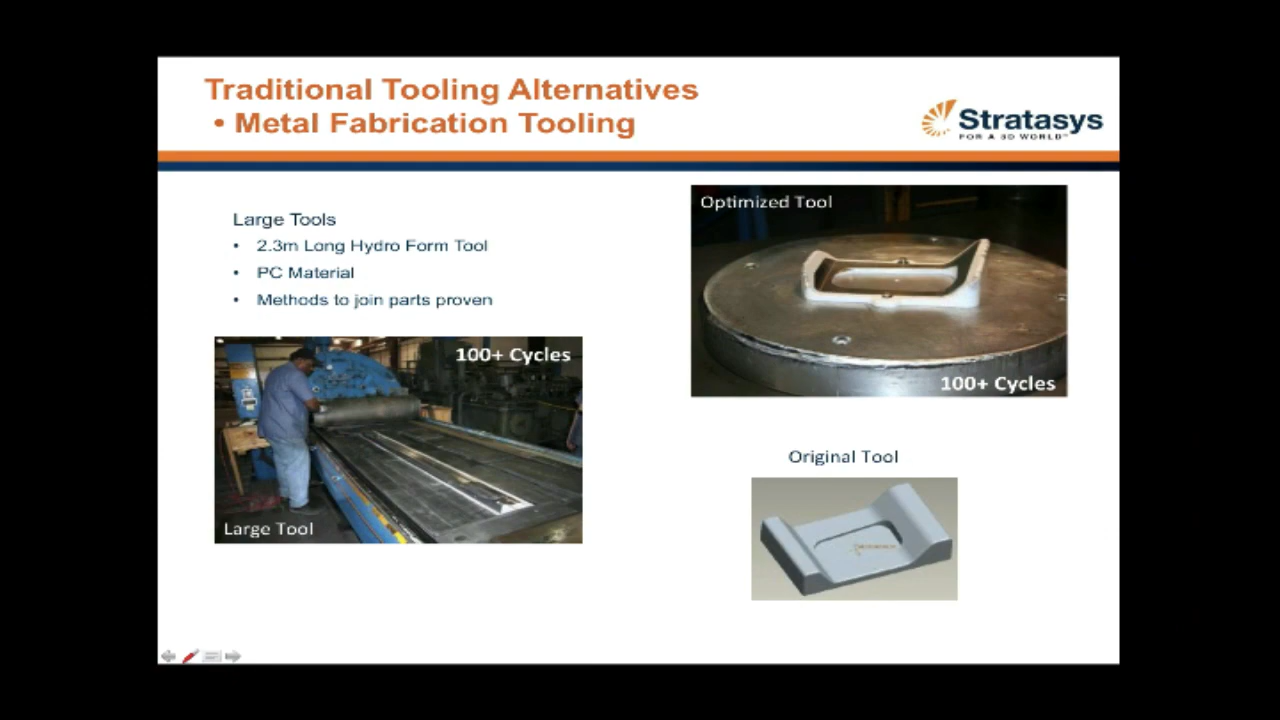 Traditional Tooling Alternatives
• Metal Fabrication Tooling
Stratasys
FOR A 3D WORLD™
Large Tools
• 2.3m Long Hydro Form Tool
• PC Material
• Methods to join parts proven
100+ Cycles
Large Tool
Optimized Tool
100+ Cycles
Original Tool